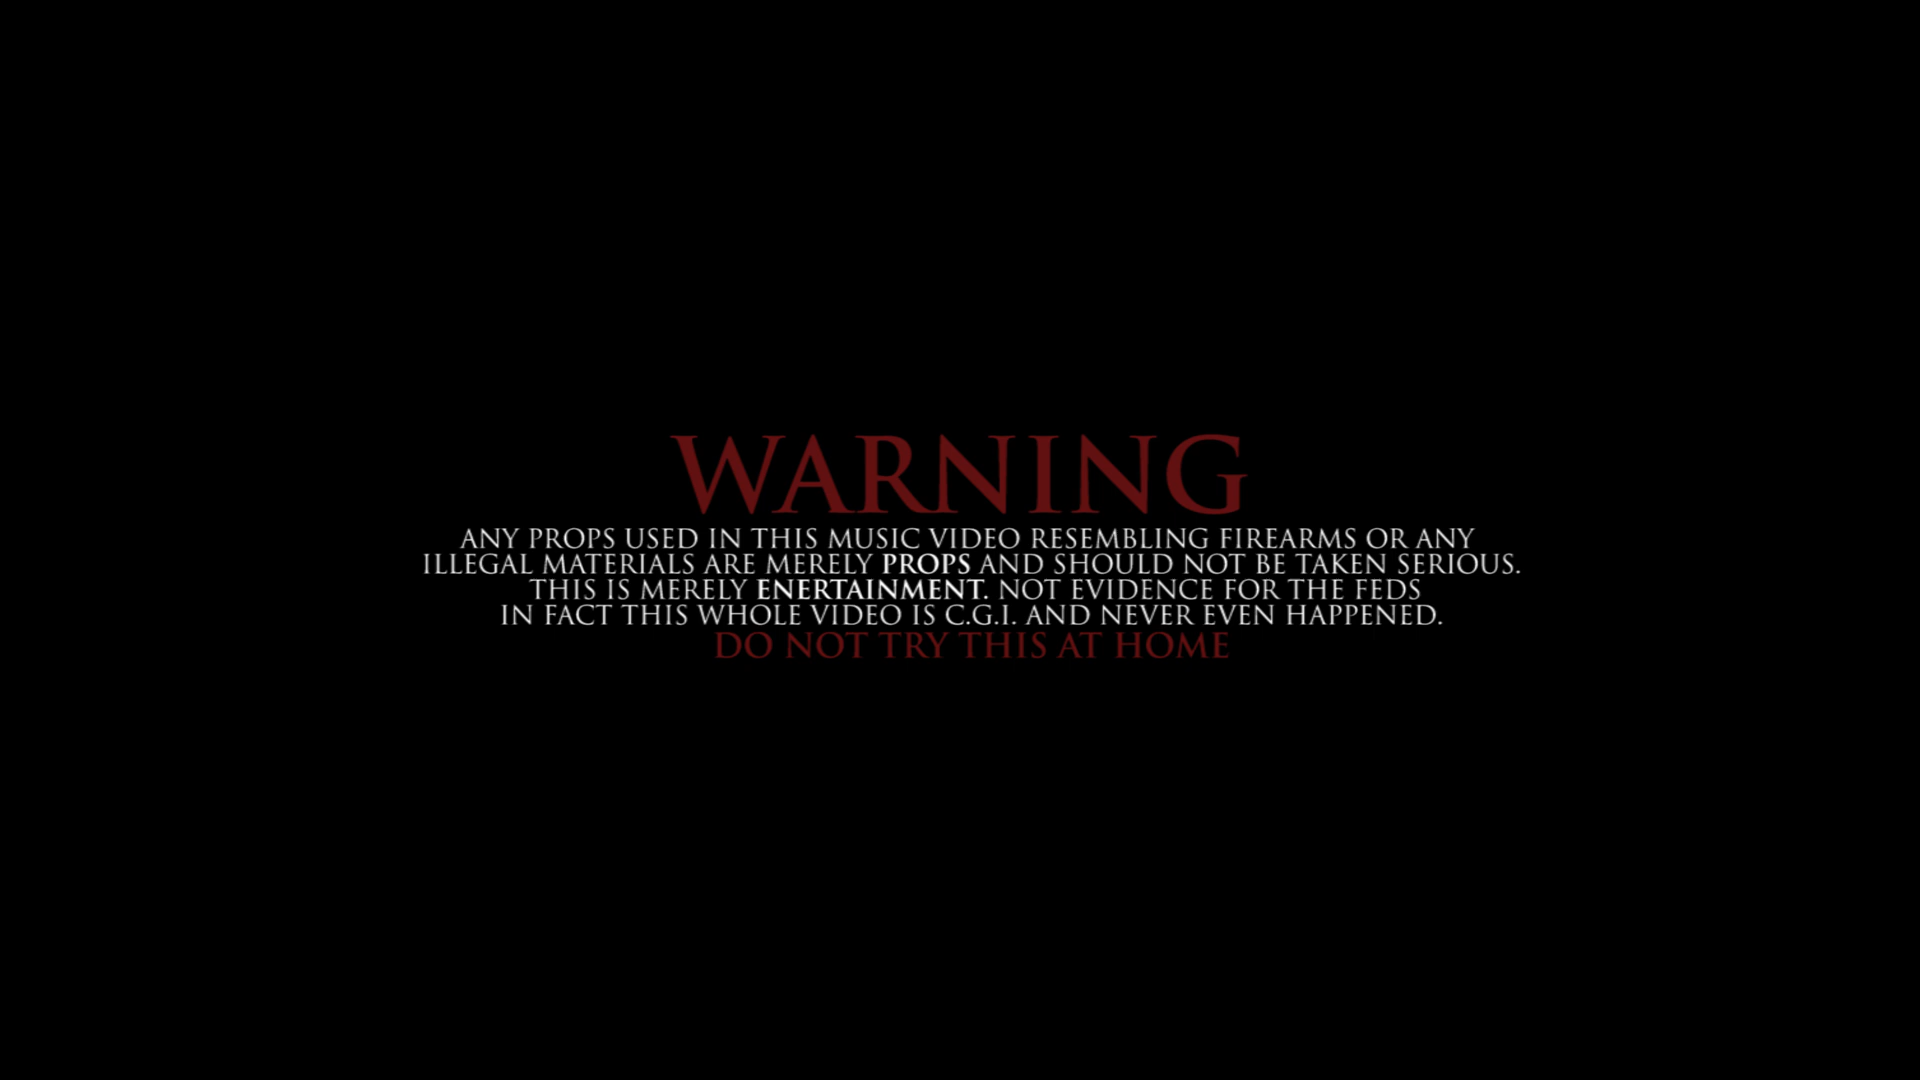 WARNING
ANY PROPS USED IN THIS MUSIC VIDEO RESEMBLING FIREARMS OR ANY
ILLEGAL MATERIALS ARE MERELY PROPS AND SHOULD NOT BE TAKEN SERIOUS.
THIS IS MERELY ENERTAINMENT. NOT EVIDENCE FOR THE FEDS
IN FACT THIS WHOLE VIDEO IS C.G.I. AND NEVER EVEN HAPPENED.
DO NOT TRY THIS AT HOME